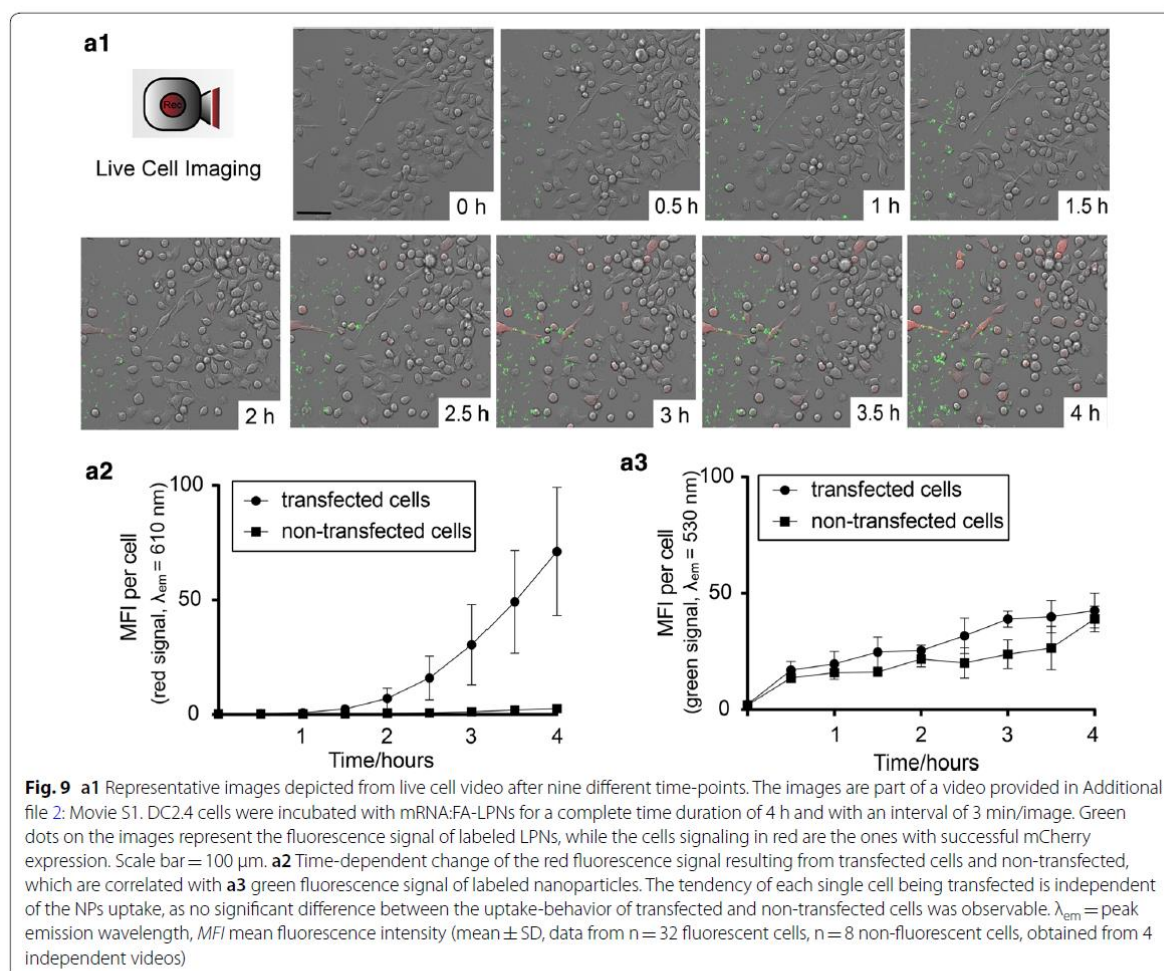 a1
Rec
Live Cell Imaging
0 h
0.5 h
1 h
1.5 h
2 h
2.5 h
3 h
3.5 h
4 h
a2
100
50
0
MFI per cell
(red signal, λem = 610 nm)
transfected cells
non-transfected cells
1 2 3 4
Time/hours
a3
100
50
0
MFI per cell
(green signal, λem = 530 nm)
transfected cells
non-transfected cells
1 2 3 4
Time/hours
Fig. 9 a1 Representative images depicted from live cell video after nine different time-points. The images are part of a video provided in Additional
file 2: Movie S1. DC2.4 cells were incubated with mRNA:FA-LPNs for a complete time duration of 4 h and with an interval of 3 min/image. Green
dots on the images represent the fluorescence signal of labeled LPNs, while the cells signaling in red are the ones with successful mCherry
expression. Scale bar = 100 μm. a2 Time-dependent change of the red fluorescence signal resulting from transfected cells and non-transfected,
which are correlated with a3 green fluorescence signal of labeled nanoparticles. The tendency of each single cell being transfected is independent
of the NPs uptake, as no significant difference between the uptake-behavior of transfected and non-transfected cells was observable. λem = peak
emission wavelength, MFI mean fluorescence intensity (mean ± SD, data from n = 32 fluorescent cells, n = 8 non-fluorescent cells, obtained from 4
independent videos)